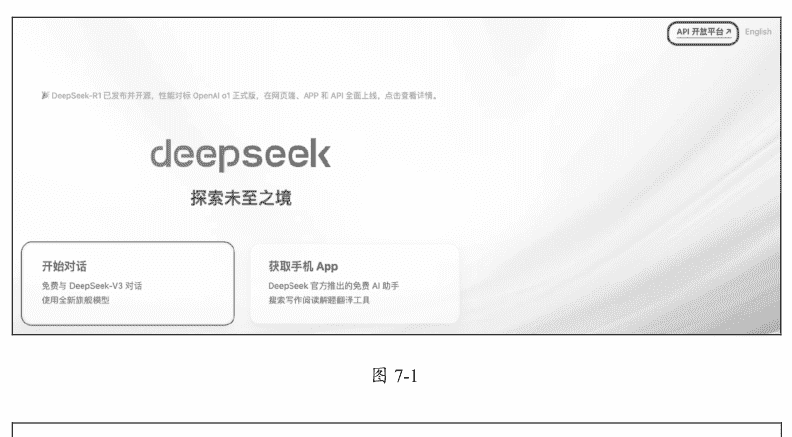 API 开放平台↗ English
🎉 DeepSeek-R1 已发布并开源，性能对标 OpenAI o1 正式版，在网页端、APP 和 API 全面上线，点击查看详情。
deepseek
探索未至之境
开始对话
免费与 DeepSeek-V3 对话
使用全新旗舰模型
获取手机 App
DeepSeek 官方推出的免费 AI 助手
搜索写作阅读解题翻译工具
图 7-1